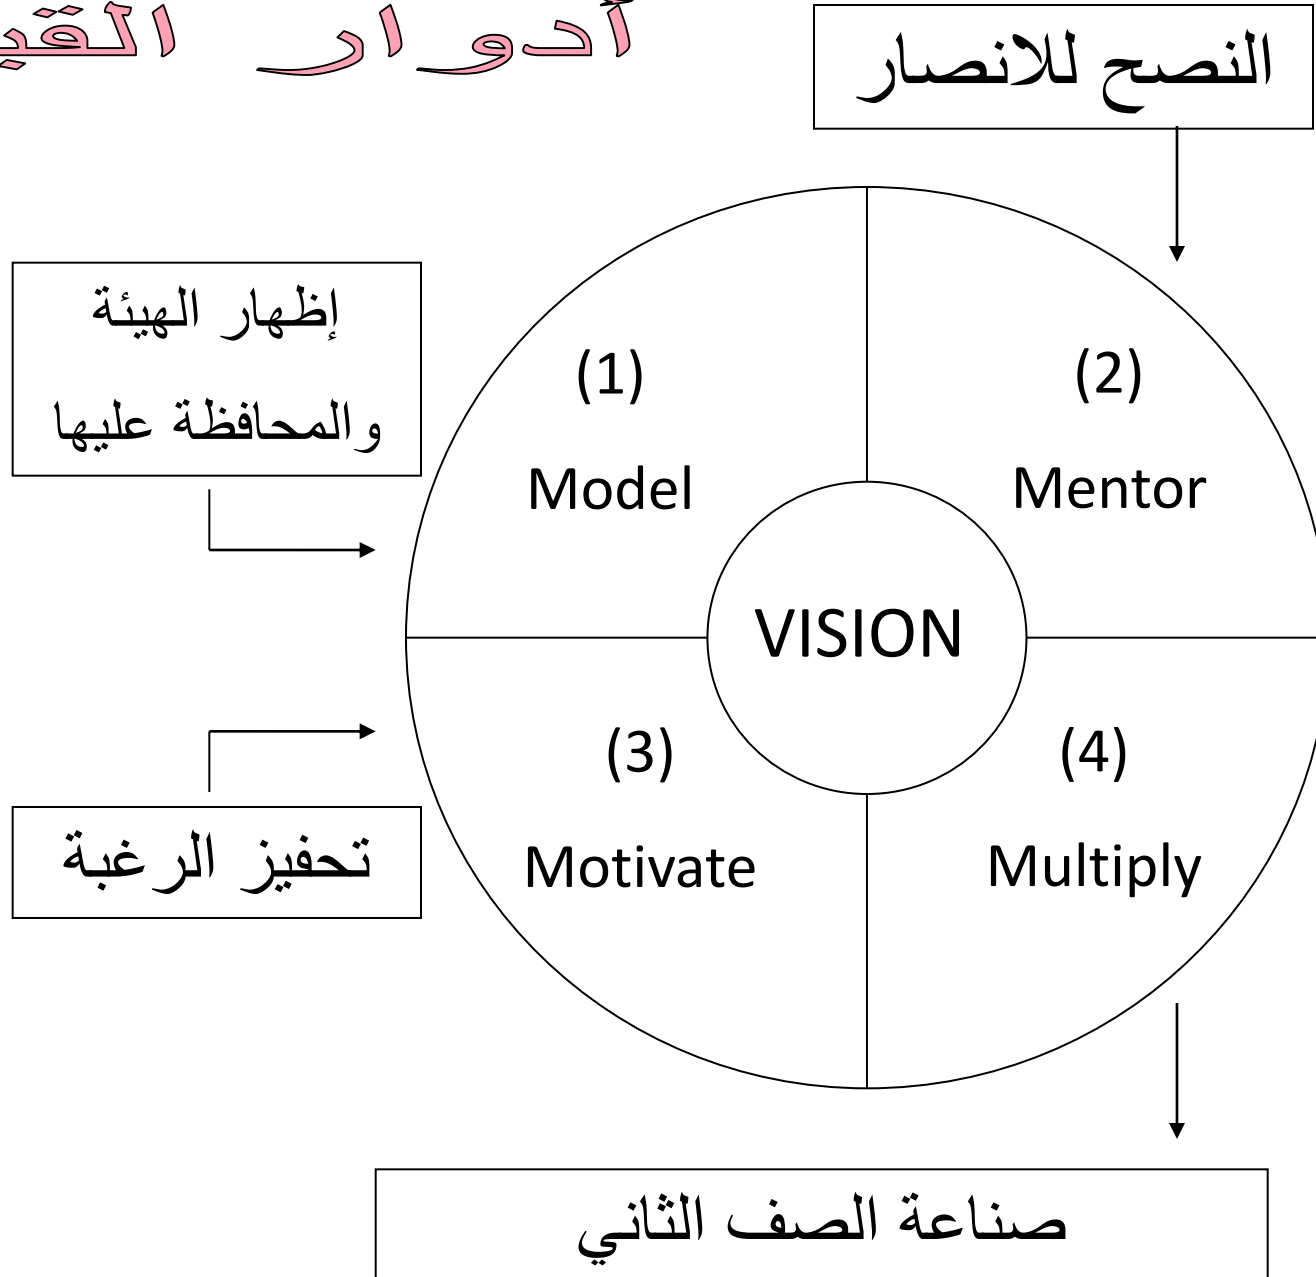 أدوار
النصح للانصار
إظهار الهيئة
والمحافظة عليها
(1)
Model
(2)
Mentor
VISION
(3)
Motivate
(4)
Multiply
تحفيز الرغبة
صناعة الصف الثاني